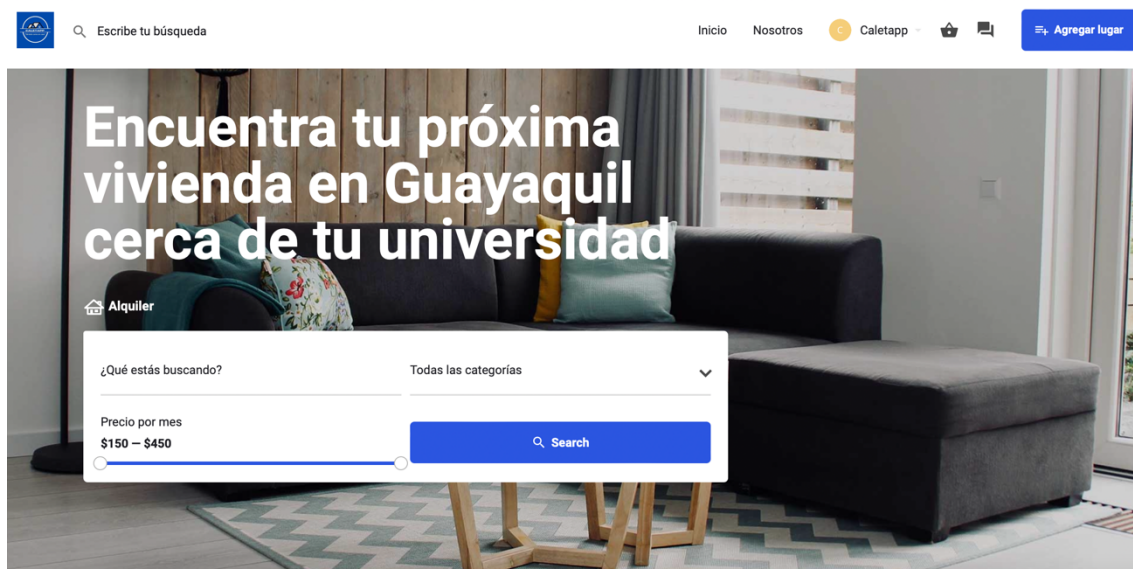 Escribe tu búsqueda
Inicio
Nosotros
C
Caletapp
Agregar lugar
Encuentra tu próxima
vivienda en Guayaquil
cerca de tu universidad
Alquiler
¿Qué estás buscando?
Todas las categorías
Precio por mes
$150 — $450
Search